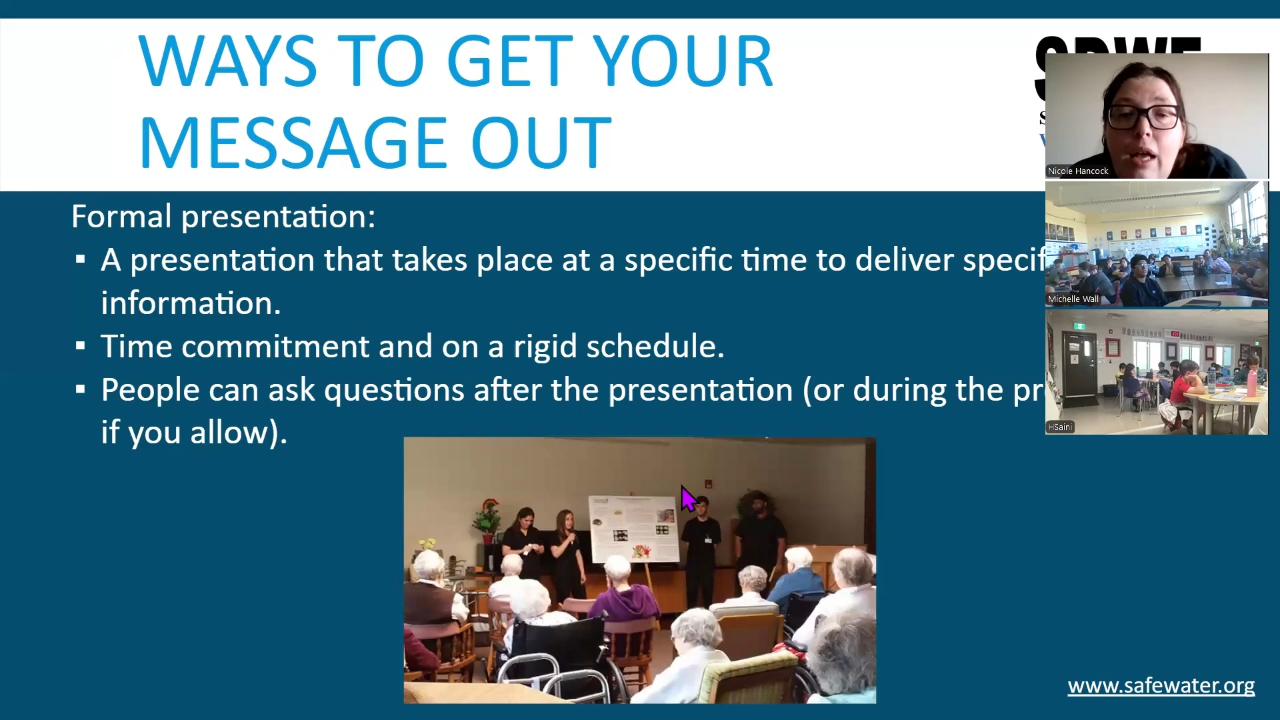 WAYS TO GET YOUR
MESSAGE OUT
Nicole Hancock
Formal presentation:
▪ A presentation that takes place at a specific time to deliver
information.
▪ Time commitment and on a rigid schedule.
▪ People can ask questions after the presentation (or during the
if you allow).
Michelle Wall
HSaini
www.safewater.org